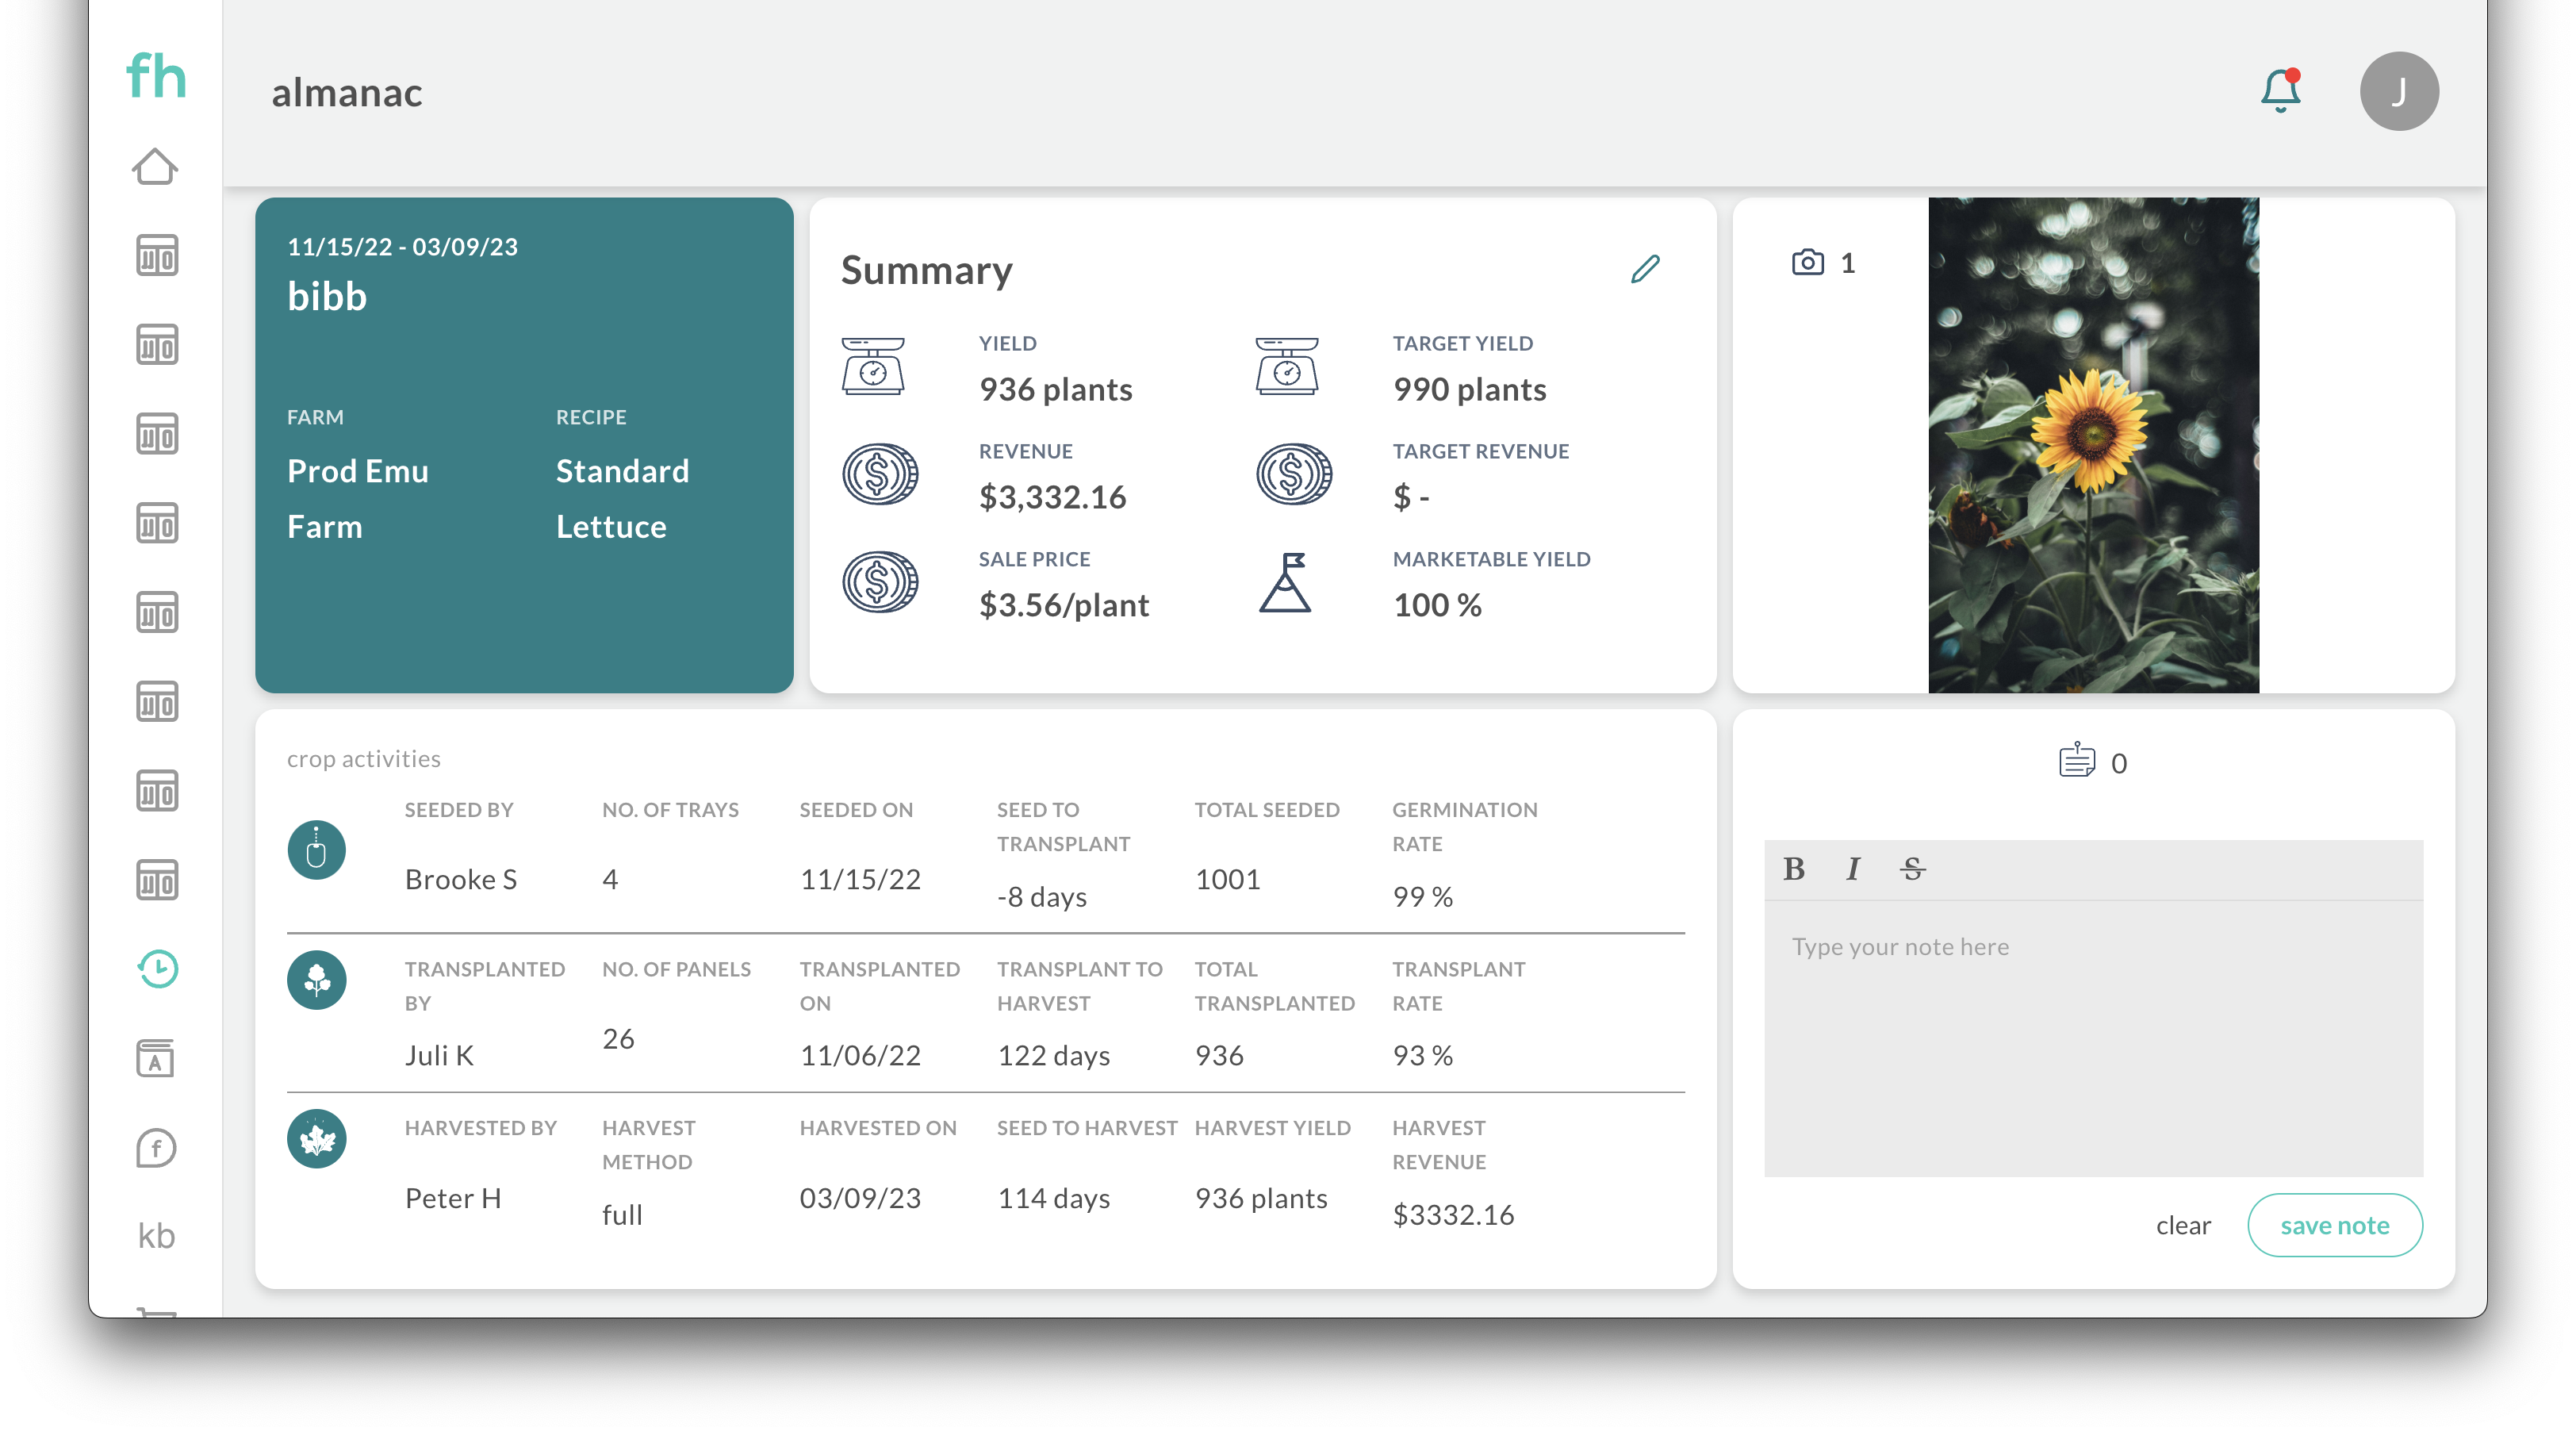 fh
almanac
J
11/15/22 - 03/09/23
bibb
FARM
RECIPE
Prod Emu
Farm
Standard
Lettuce
Summary
YIELD
936 plants
TARGET YIELD
990 plants
REVENUE
$3,332.16
TARGET REVENUE
$ -
SALE PRICE
$3.56/plant
MARKETABLE YIELD
100 %
1
crop activities
SEEDED BY
Brooke S
NO. OF TRAYS
4
SEEDED ON
11/15/22
SEED TO
TRANSPLANT
-8 days
TOTAL SEEDED
1001
GERMINATION
RATE
99 %
TRANSPLANTED
BY
Juli K
NO. OF PANELS
26
TRANSPLANTED
ON
11/06/22
TRANSPLANT TO
HARVEST
122 days
TOTAL
TRANSPLANTED
936
TRANSPLANT
RATE
93 %
HARVESTED BY
Peter H
HARVEST
METHOD
full
HARVESTED ON
03/09/23
SEED TO HARVEST
114 days
HARVEST YIELD
936 plants
HARVEST
REVENUE
$3332.16
0
B I S
Type your note here
clear
save note
A
f
kb